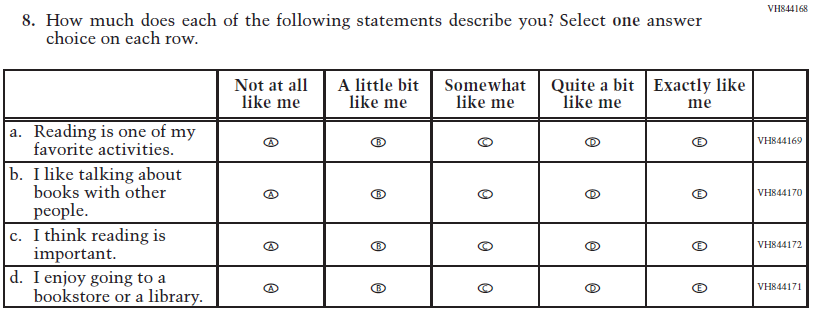 VH844168
8. How much does each of the following statements describe you? Select one answer
choice on each row.
Not at all like me A little bit like me Somewhat like me Quite a bit like me Exactly like me
a. Reading is one of my
favorite activities. A B C D E VH844169
b. I like talking about
books with other
people. A B C D E VH844170
c. I think reading is
important. A B C D E VH844172
d. I enjoy going to a
bookstore or a library. A B C D E VH844171